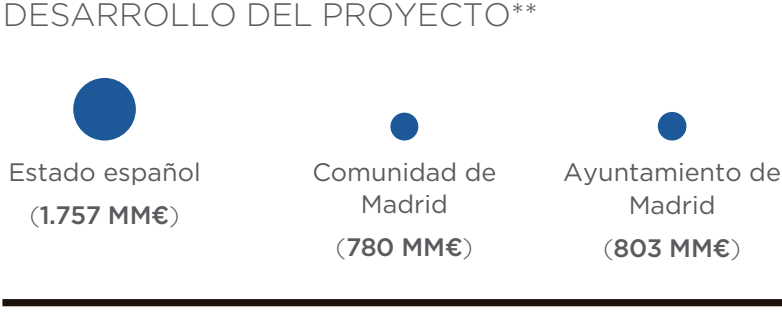 DESARROLLO DEL PROYECTO**
Estado español
(1.757 MM€)
Comunidad de
Madrid
(780 MM€)
Ayuntamiento de
Madrid
(803 MM€)